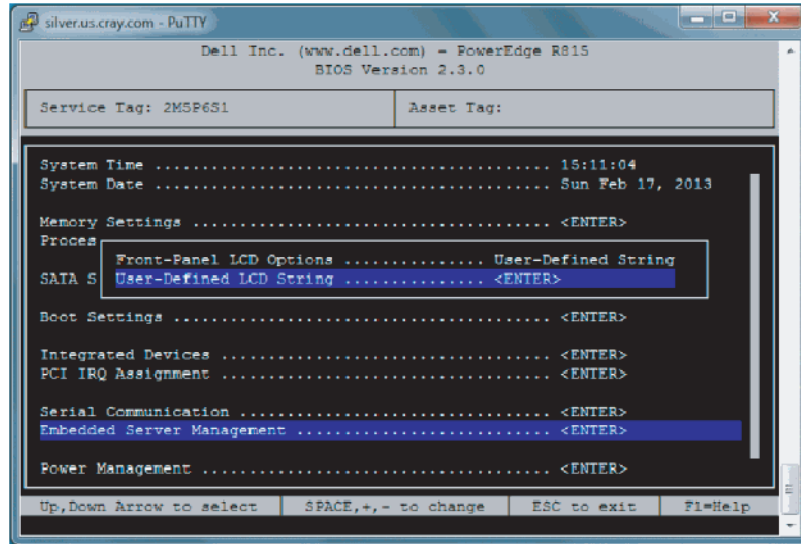 silver.us.cray.com - PuTTY
Dell Inc. (www.dell.com) - PowerEdge R815
BIOS Version 2.3.0
Service Tag: 2M5P6S1 Asset Tag:
System Time ......................................... 15:11:04
System Date ......................................... Sun Feb 17, 2013
Memory Settings ..................................... <ENTER>
Proces
Front-Panel LCD Options ............... User-Defined String
SATA S User-Defined LCD String ............... <ENTER>
Boot Settings ....................................... <ENTER>
Integrated Devices .................................. <ENTER>
PCI IRQ Assignment .................................. <ENTER>
Serial Communication ................................ <ENTER>
Embedded Server Management .......................... <ENTER>
Power Management .................................... <ENTER>
Up,Down Arrow to select SPACE,+,- to change ESC to exit F1=Help